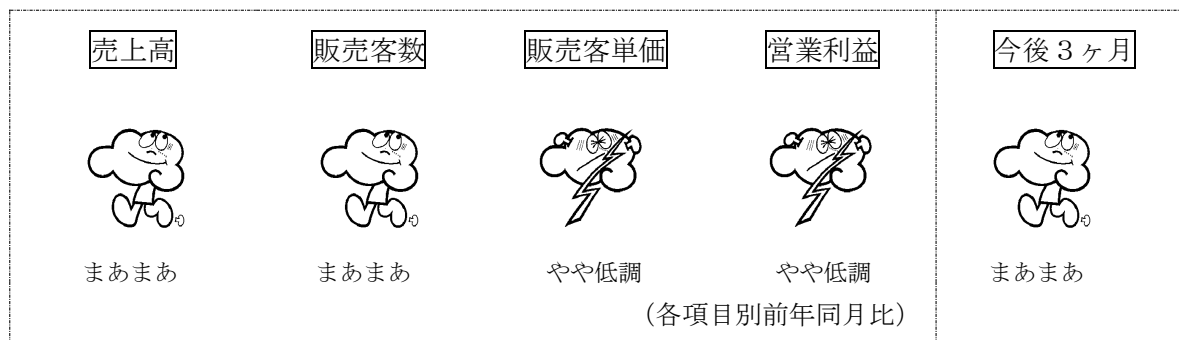 売上高 販売客数 販売客単価 営業利益 今後３ヶ月
まあまあ まあまあ やや低調 やや低調 まあまあ
（各項目別前年同月比）